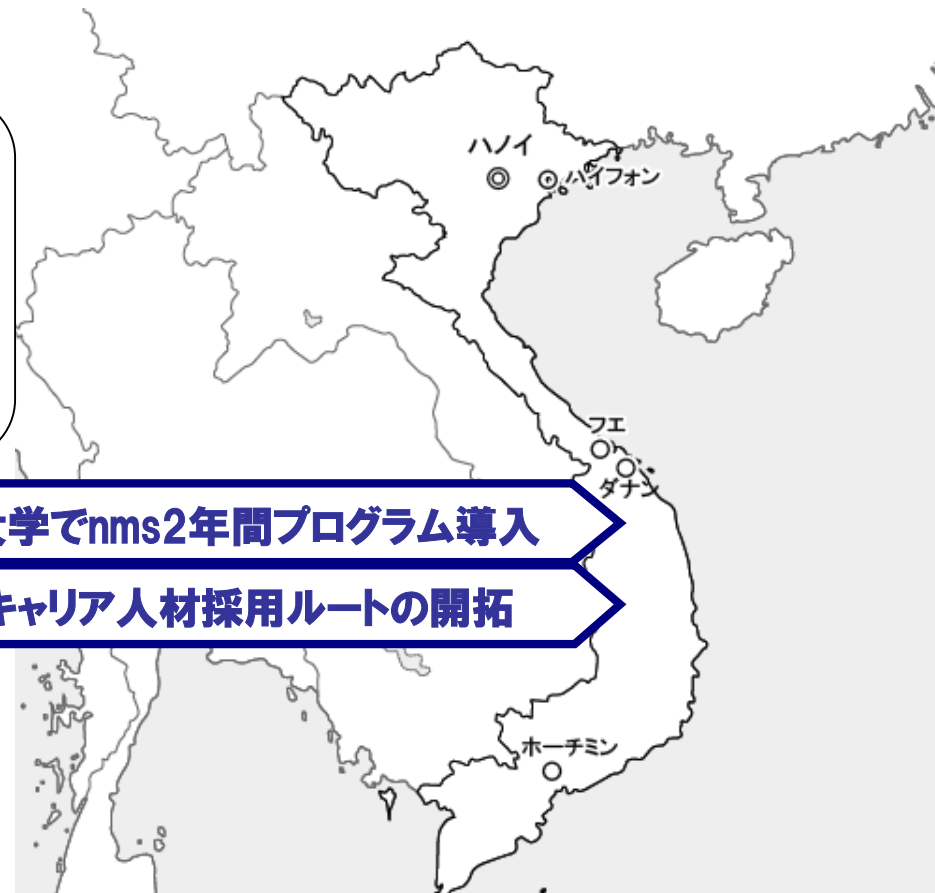 ハノイ
ハイフォン
フエ
ダナン
大学でnms2年間プログラム導入
キャリア人材採用ルートの開拓
ホーチミン